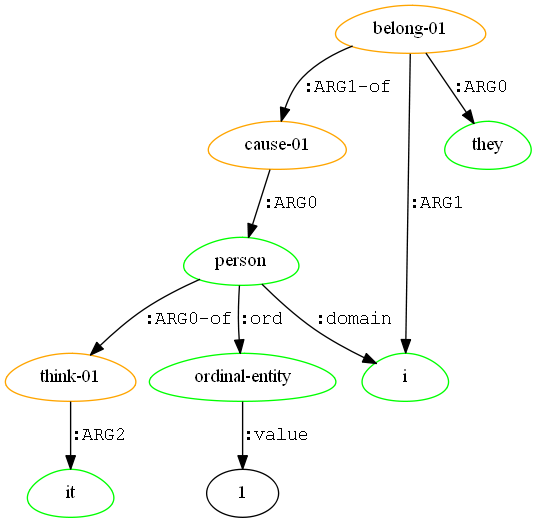 belong-01
:ARG1-of
:ARG0
cause-01
they
:ARG0
:ARG1
person
:ARG0-of
:ord
:domain
think-01
ordinal-entity
i
:ARG2
:value
it
1